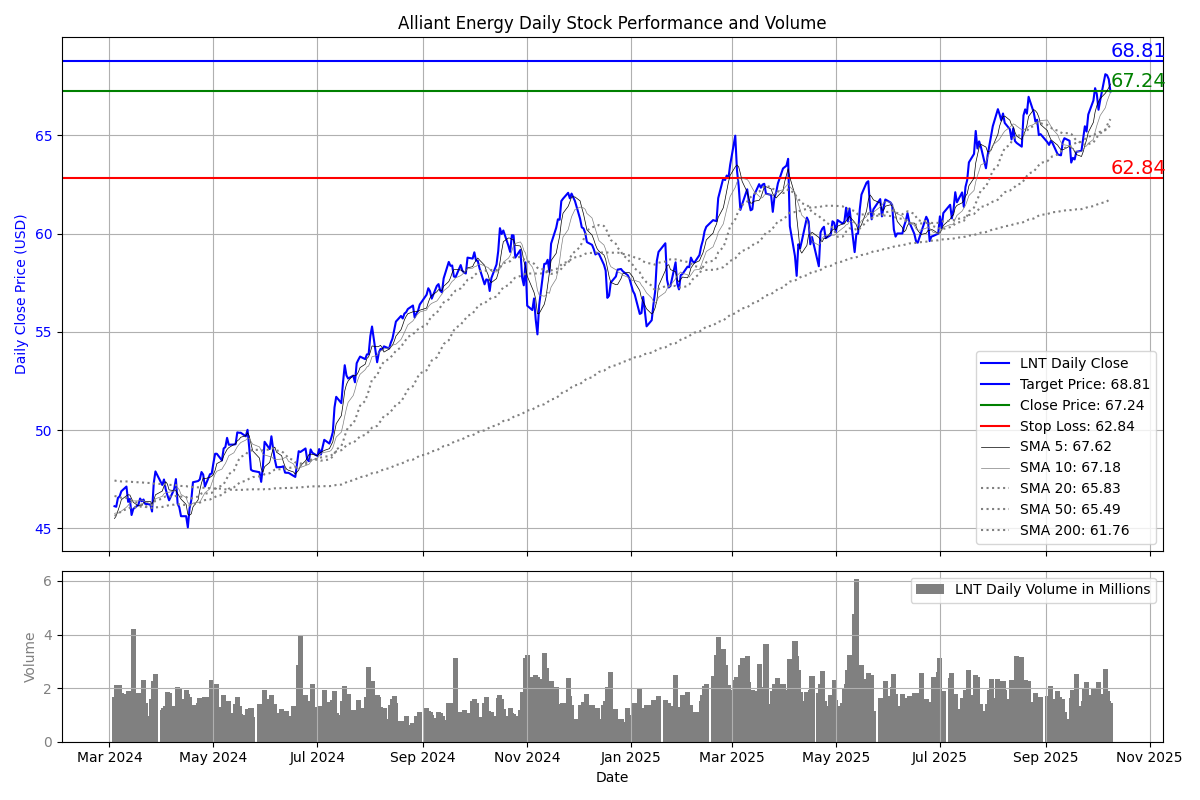 Alliant Energy Daily Stock Performance and Volume
68.81
67.24
62.84
65
60
55
50
45
Daily Close Price (USD)
LNT Daily Close
Target Price: 68.81
Close Price: 67.24
Stop Loss: 62.84
SMA 5: 67.62
SMA 10: 67.18
SMA 20: 65.83
SMA 50: 65.49
SMA 200: 61.76
6
4
2
0
Volume
LNT Daily Volume in Millions
Mar 2024 May 2024 Jul 2024 Sep 2024 Nov 2024 Jan 2025 Mar 2025 May 2025 Jul 2025 Sep 2025 Nov 2025
Date